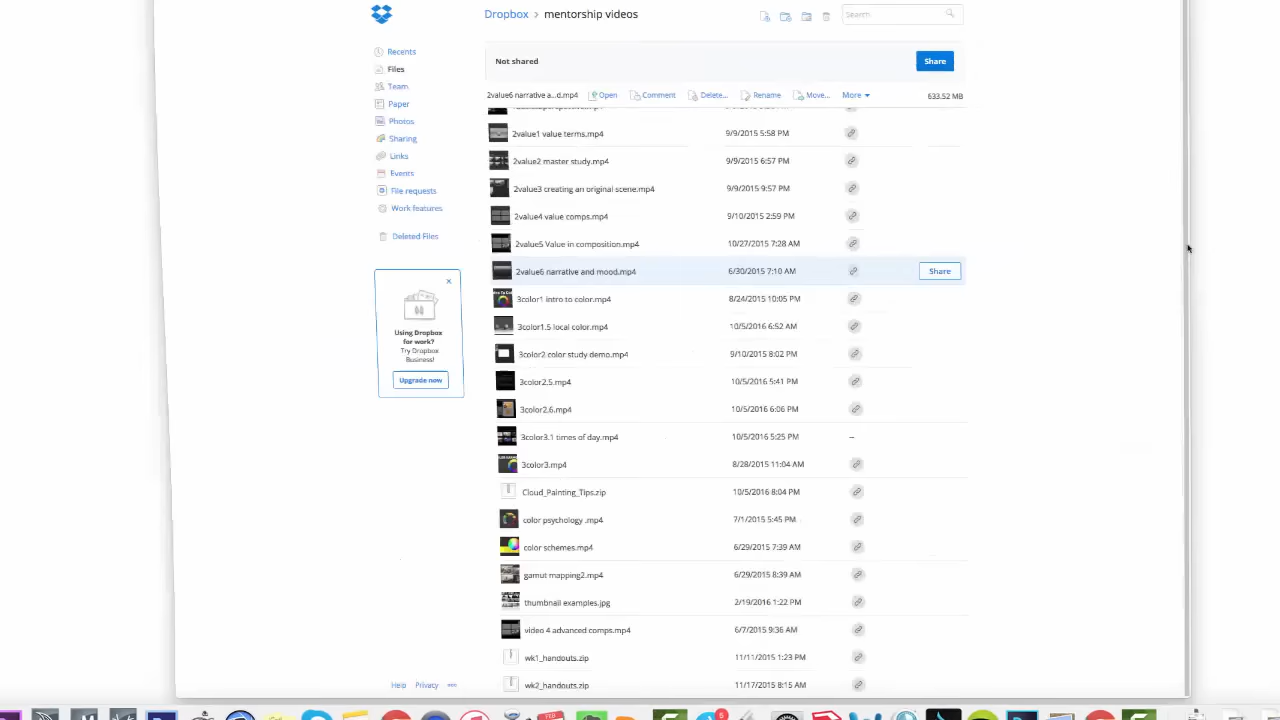 Dropbox > mentorship videos
Search
Recents
Files
Team
Paper
Photos
Sharing
Links
Events
File requests
Work features
Deleted Files
Using Dropbox
for work?
Try Dropbox
Business!
Upgrade now
Help Privacy
Not shared Share
2value6 narrative a...d.mp4 Open Comment Delete... Rename Move... More 633.52 MB
2value1 value terms.mp4 9/9/2015 5:58 PM
2value2 master study.mp4 9/9/2015 6:57 PM
2value3 creating an original scene.mp4 9/9/2015 9:57 PM
2value4 value comps.mp4 9/10/2015 2:59 PM
2value5 Value in composition.mp4 10/27/2015 7:28 AM
2value6 narrative and mood.mp4 6/30/2015 7:10 AM Share
3color1 intro to color.mp4 8/24/2015 10:05 PM
3color1.5 local color.mp4 10/5/2016 6:52 AM
3color2 color study demo.mp4 9/10/2015 8:02 PM
3color2.5.mp4 10/5/2016 5:41 PM
3color2.6.mp4 10/5/2016 6:06 PM
3color3.1 times of day.mp4 10/5/2016 5:25 PM --
3color3.mp4 8/28/2015 11:04 AM
Cloud_Painting_Tips.zip 10/5/2016 8:04 PM
color psychology .mp4 7/1/2015 5:45 PM
color schemes.mp4 6/29/2015 7:39 AM
gamut mapping2.mp4 6/29/2015 8:39 AM
thumbnail examples.jpg 2/19/2016 1:22 PM
video 4 advanced comps.mp4 6/7/2015 9:36 AM
wk1_handouts.zip 11/11/2015 1:23 PM
wk2_handouts.zip 11/17/2015 8:15 AM
FEB
6